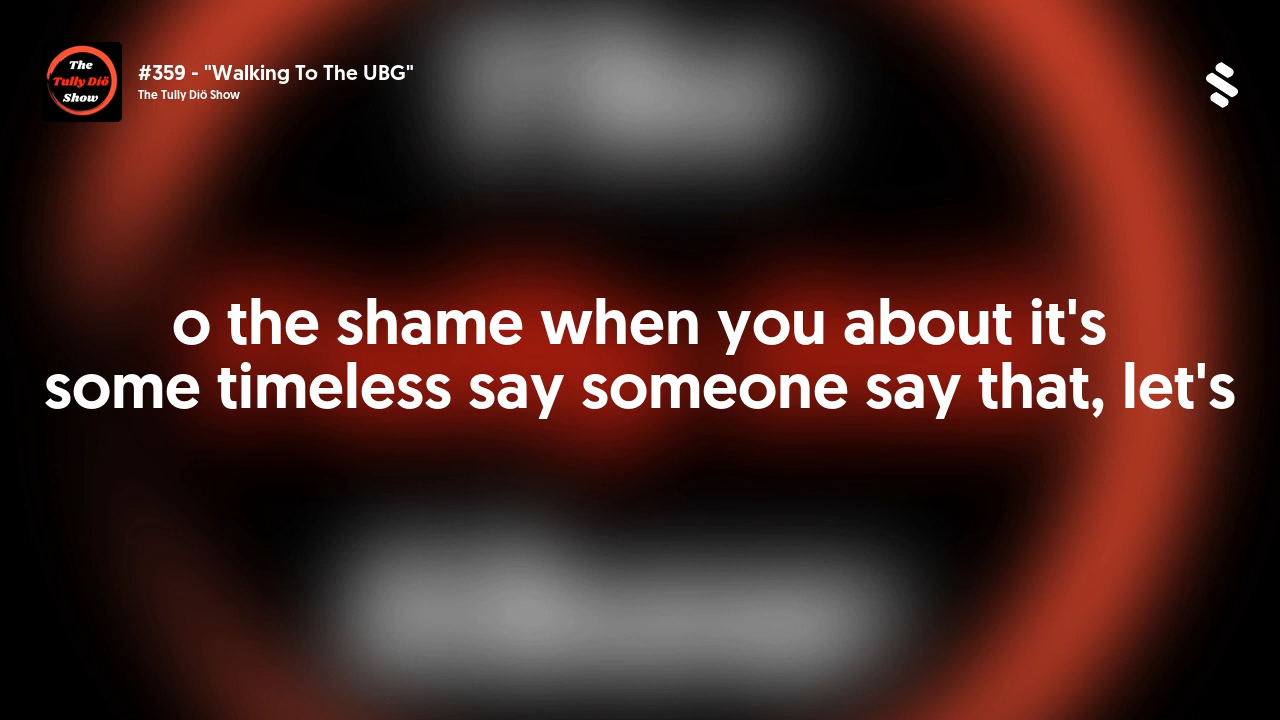 The
Tully Diö
Show
#359 - "Walking To The UBG"
The Tully Diö Show
o the shame when you about it's
some timeless say someone say that, let's